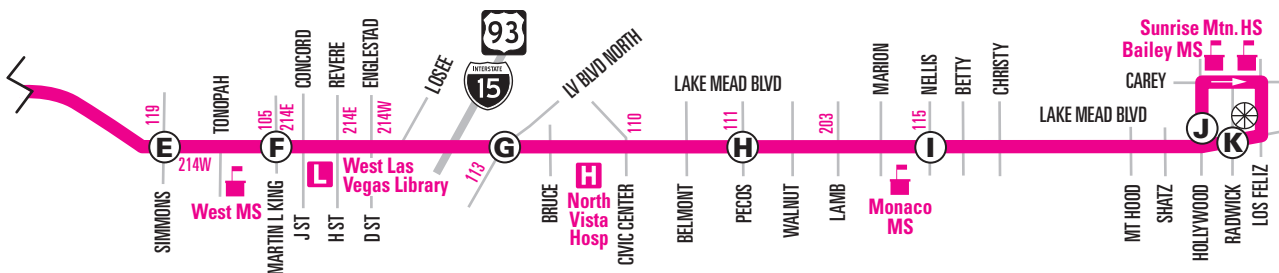 119
E
SIMMONS
214W
TONOPAH
West MS
105
214E
F
MARTIN L KING
CONCORD
J ST
REVERE
214E
H ST
ENGLESTAD
214W
D ST
L
West Las
Vegas Library
LOSEE
93
INTERSTATE
15
113
G
LV BLVD NORTH
BRUCE
H
North
Vista
Hosp
110
CIVIC CENTER
LAKE MEAD BLVD
BELMONT
111
H
PECOS
WALNUT
203
LAMB
MARION
Monaco
MS
115
NELLIS
I
BETTY
CHRISTY
LAKE MEAD BLVD
MT HOOD
SHATZ
Sunrise Mtn. HS
Bailey MS
CAREY
J
HOLLYWOOD
K
RADWICK
LOS FELIZ